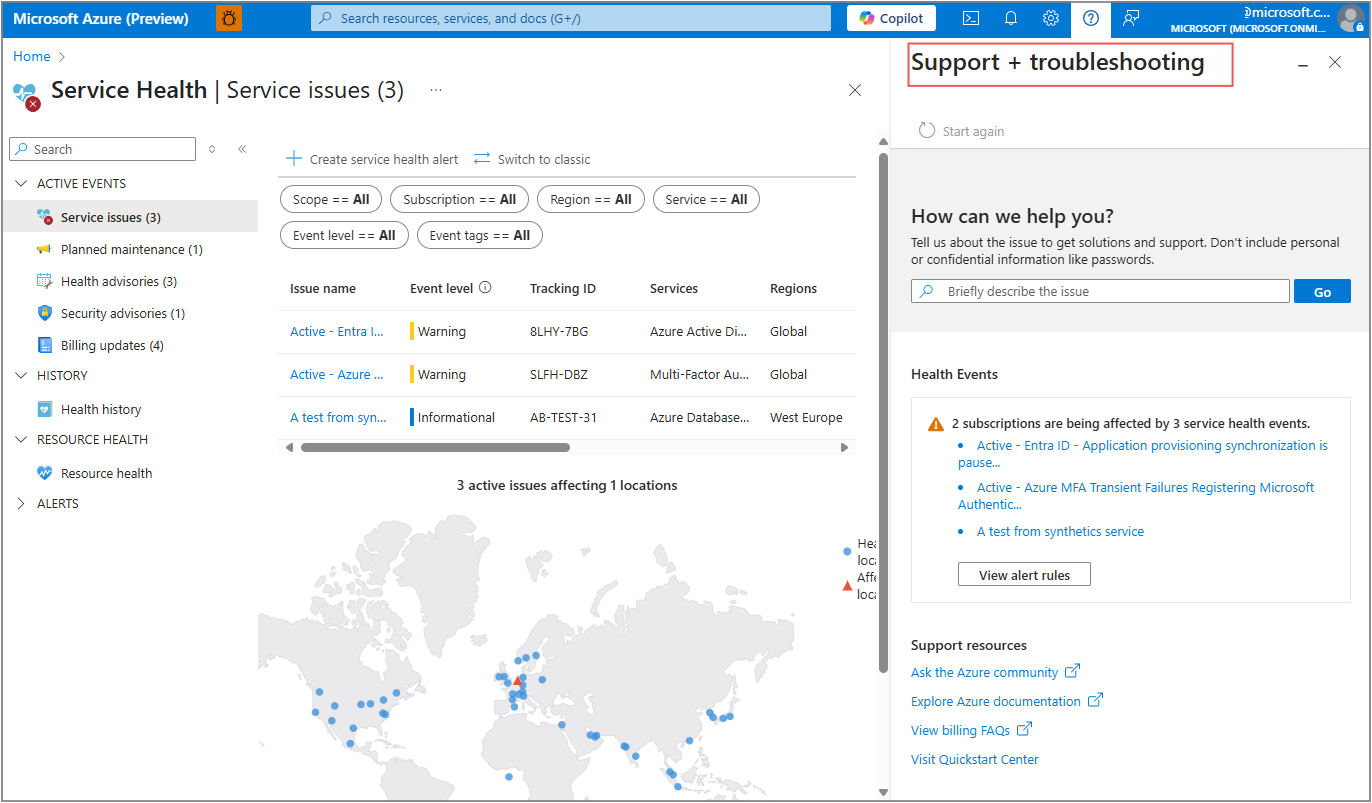 Microsoft Azure (Preview)
Search resources, services, and docs (G+/)
Copilot
@microsoft.c...
MICROSOFT (MICROSOFT.ONMI...
Home
Service Health | Service issues (3)
...
Search
ACTIVE EVENTS
Service issues (3)
Planned maintenance (1)
Health advisories (3)
Security advisories (1)
Billing updates (4)
HISTORY
Health history
RESOURCE HEALTH
Resource health
ALERTS
Create service health alert
Switch to classic
Scope == All
Subscription == All
Region == All
Service == All
Event level == All
Event tags == All
Issue name Event level Tracking ID Services Regions
Active - Entra I... Warning 8LHY-7BG Azure Active Di... Global
Active - Azure ... Warning SLFH-DBZ Multi-Factor Au... Global
A test from syn... Informational AB-TEST-31 Azure Database... West Europe
3 active issues affecting 1 locations
Support + troubleshooting
Start again
How can we help you?
Tell us about the issue to get solutions and support. Don't include personal
or confidential information like passwords.
Briefly describe the issue
Go
Health Events
2 subscriptions are being affected by 3 service health events.
• Active - Entra ID - Application provisioning synchronization is
pause...
• Active - Azure MFA Transient Failures Registering Microsoft
Authentic...
• A test from synthetics service
View alert rules
Support resources
Ask the Azure community
Explore Azure documentation
View billing FAQs
Visit Quickstart Center